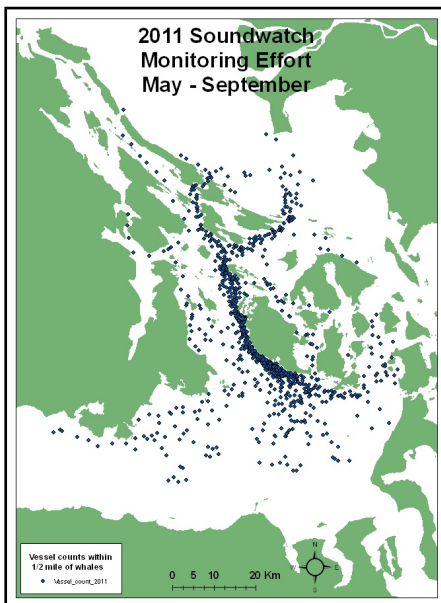 2011 Soundwatch
Monitoring Effort
May - September
Vessel counts within
1/2 mile of whales
Vessel_count_2011
0 5 10 20 Km
N
W E
S